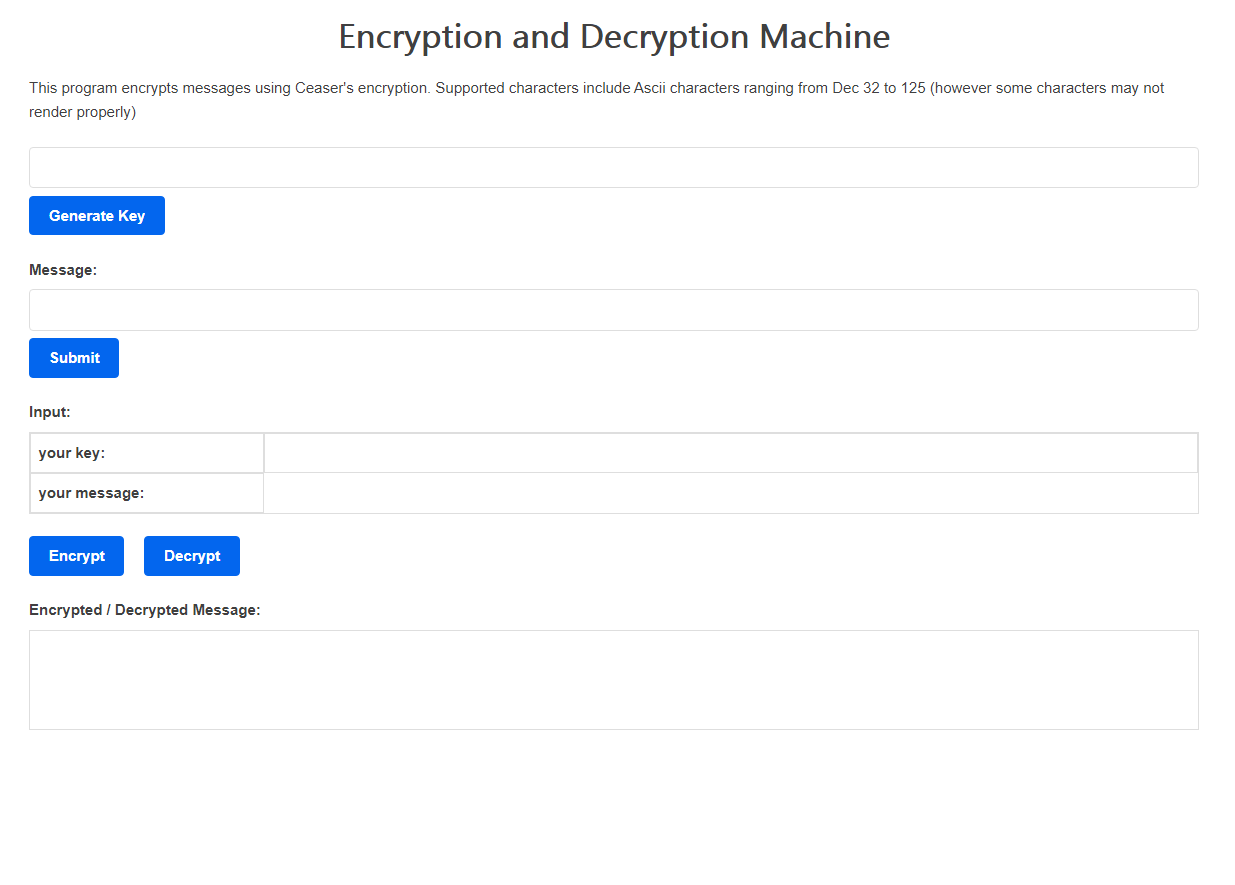 Encryption and Decryption Machine
This program encrypts messages using Ceaser's encryption. Supported characters include Ascii characters ranging from Dec 32 to 125 (however some characters may not
render properly)
Generate Key
Message:
Submit
Input:
your key:
your message:
Encrypt Decrypt
Encrypted / Decrypted Message: